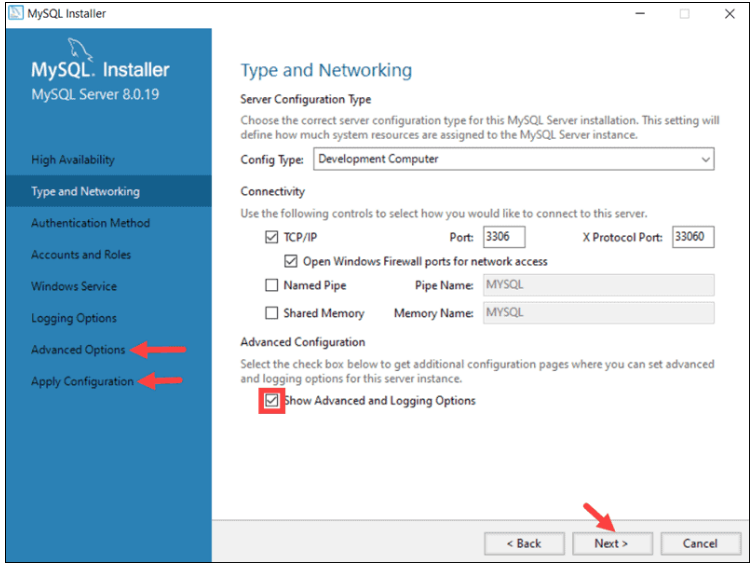 MySQL Installer
MySQL. Installer
MySQL Server 8.0.19
High Availability
Type and Networking
Authentication Method
Accounts and Roles
Windows Service
Logging Options
Advanced Options
Apply Configuration
Type and Networking
Server Configuration Type
Choose the correct server configuration type for this MySQL Server installation. This setting will
define how much system resources are assigned to the MySQL Server instance.
Config Type: Development Computer
Connectivity
Use the following controls to select how you would like to connect to this server.
TCP/IP Port: 3306 X Protocol Port: 33060
Open Windows Firewall ports for network access
Named Pipe Pipe Name: MYSQL
Shared Memory Memory Name: MYSQL
Advanced Configuration
Select the check box below to get additional configuration pages where you can set advanced
and logging options for this server instance.
Show Advanced and Logging Options
< Back Next > Cancel